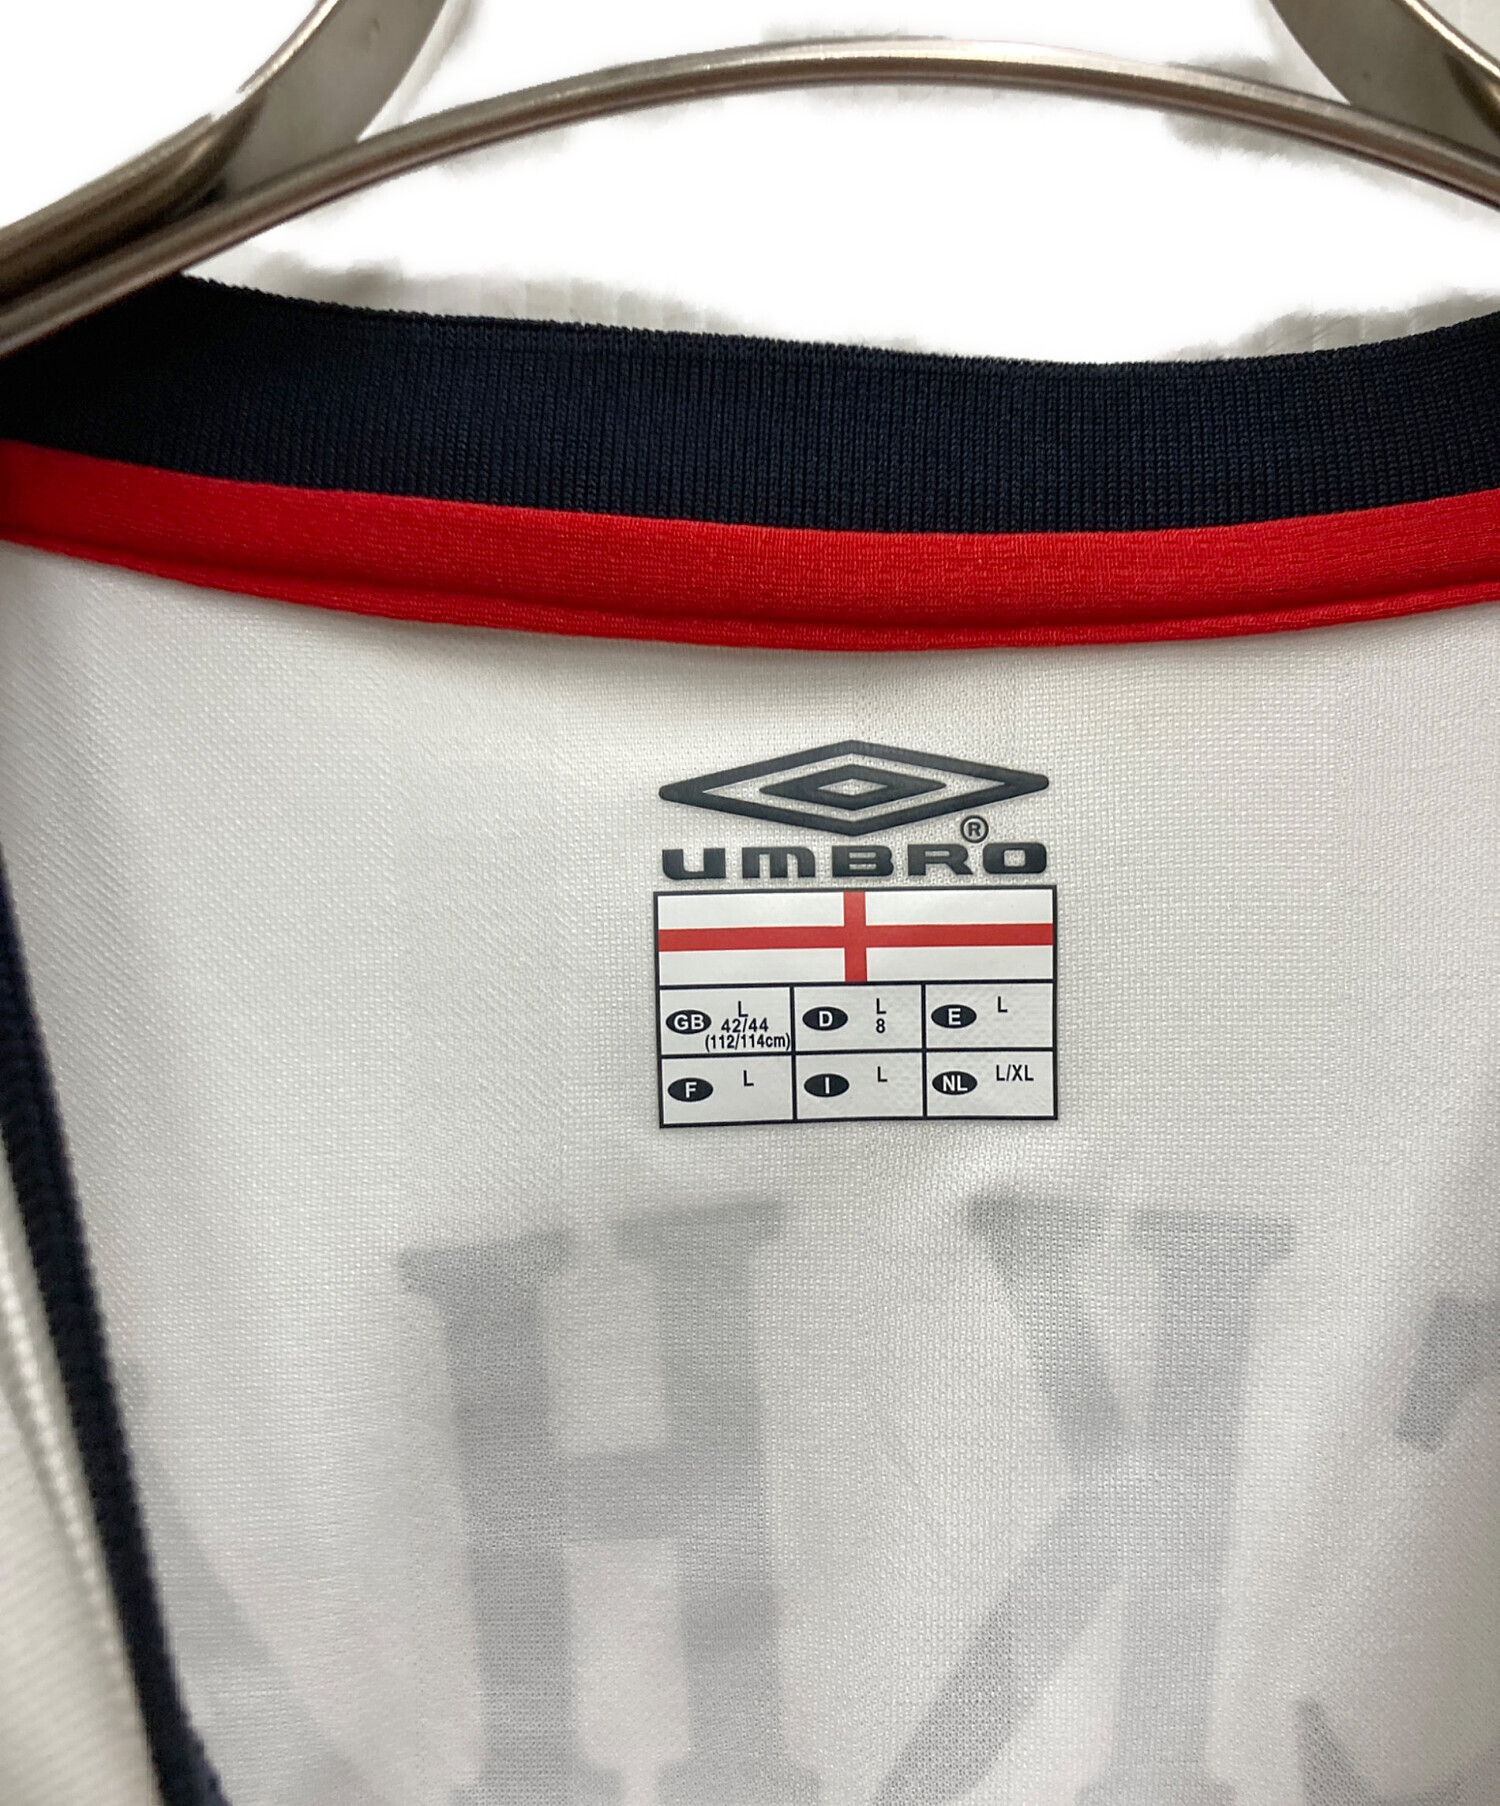 ®
UMBRO
GB L 42/44 (112/114cm) D L 8 E L
F L I L NL L/XL